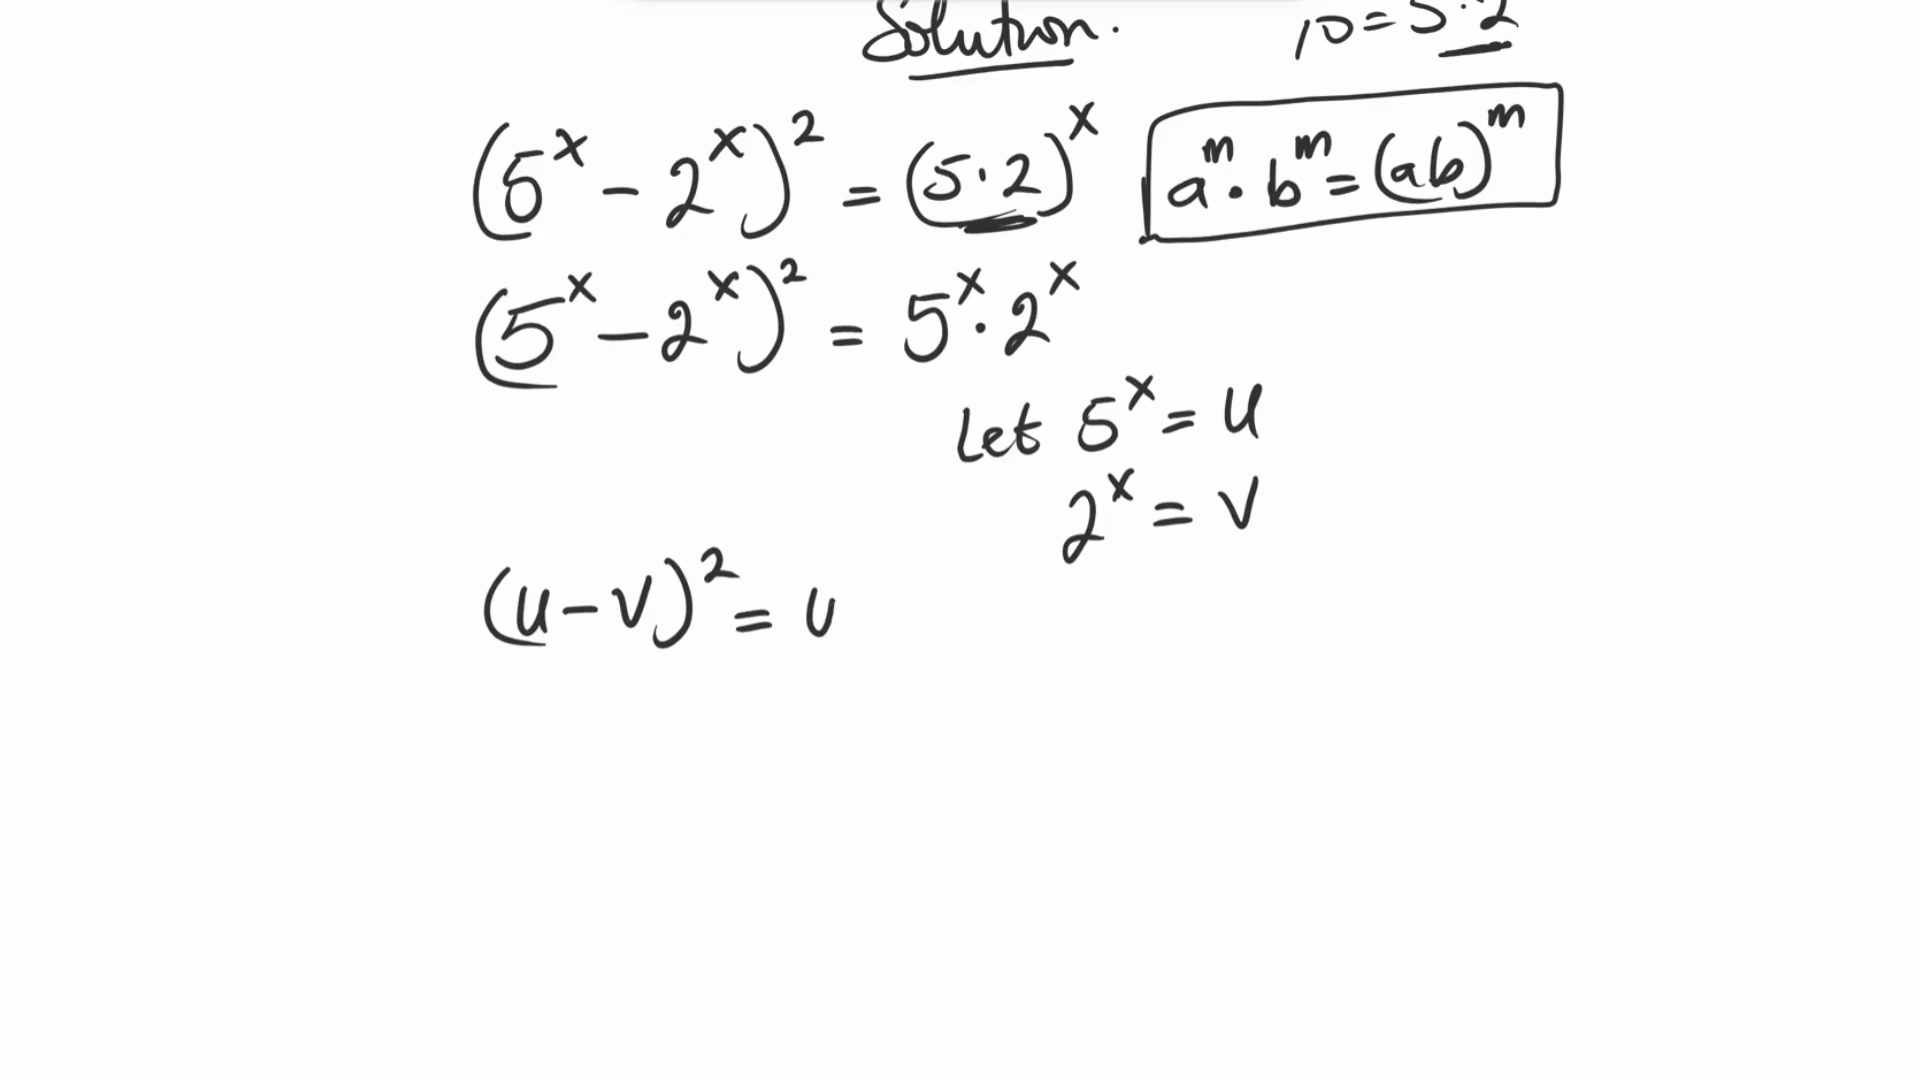 Solution. 10 = 5·2
(5^x - 2^x)^2 = (5·2)^x a^m · b^m = (ab)^m
(5^x - 2^x)^2 = 5^x · 2^x
Let 5^x = u
2^x = v
(u - v)^2 = u